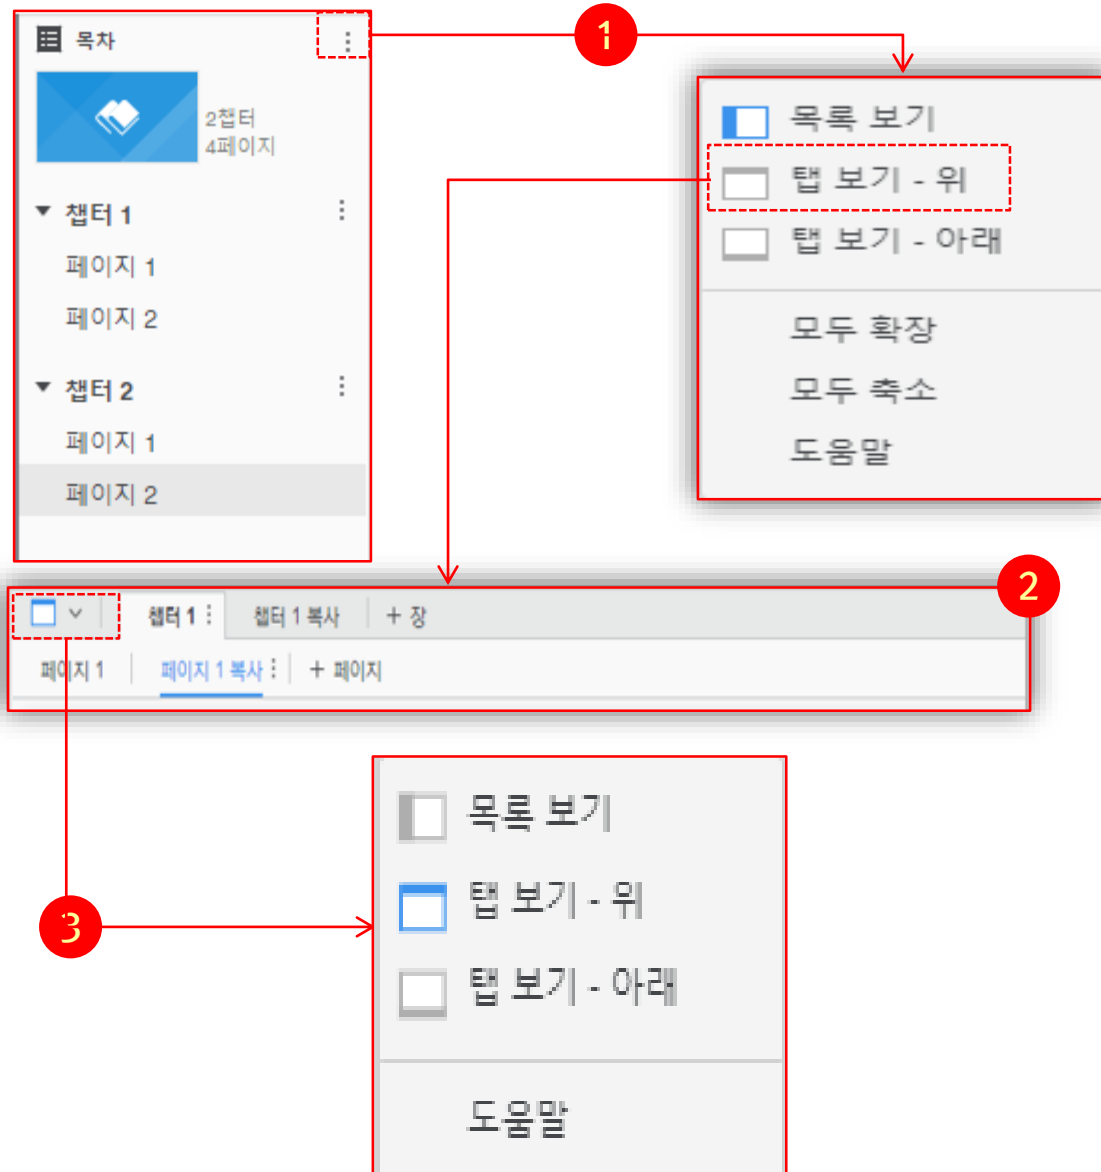 목차
2챕터
4페이지
챕터 1
페이지 1
페이지 2
챕터 2
페이지 1
페이지 2
1
목록 보기
탭 보기 - 위
탭 보기 - 아래
모두 확장
모두 축소
도움말
2
챕터 1 챕터 1 복사 + 장
페이지 1 페이지 1 복사 + 페이지
3
목록 보기
탭 보기 - 위
탭 보기 - 아래
도움말